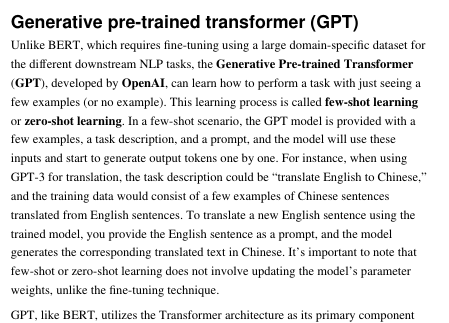 Generative pre-trained transformer (GPT)
Unlike BERT, which requires fine-tuning using a large domain-specific dataset for
the different downstream NLP tasks, the Generative Pre-trained Transformer
(GPT), developed by OpenAI, can learn how to perform a task with just seeing a
few examples (or no example). This learning process is called few-shot learning
or zero-shot learning. In a few-shot scenario, the GPT model is provided with a
few examples, a task description, and a prompt, and the model will use these
inputs and start to generate output tokens one by one. For instance, when using
GPT-3 for translation, the task description could be “translate English to Chinese,”
and the training data would consist of a few examples of Chinese sentences
translated from English sentences. To translate a new English sentence using the
trained model, you provide the English sentence as a prompt, and the model
generates the corresponding translated text in Chinese. It’s important to note that
few-shot or zero-shot learning does not involve updating the model’s parameter
weights, unlike the fine-tuning technique.
GPT, like BERT, utilizes the Transformer architecture as its primary component